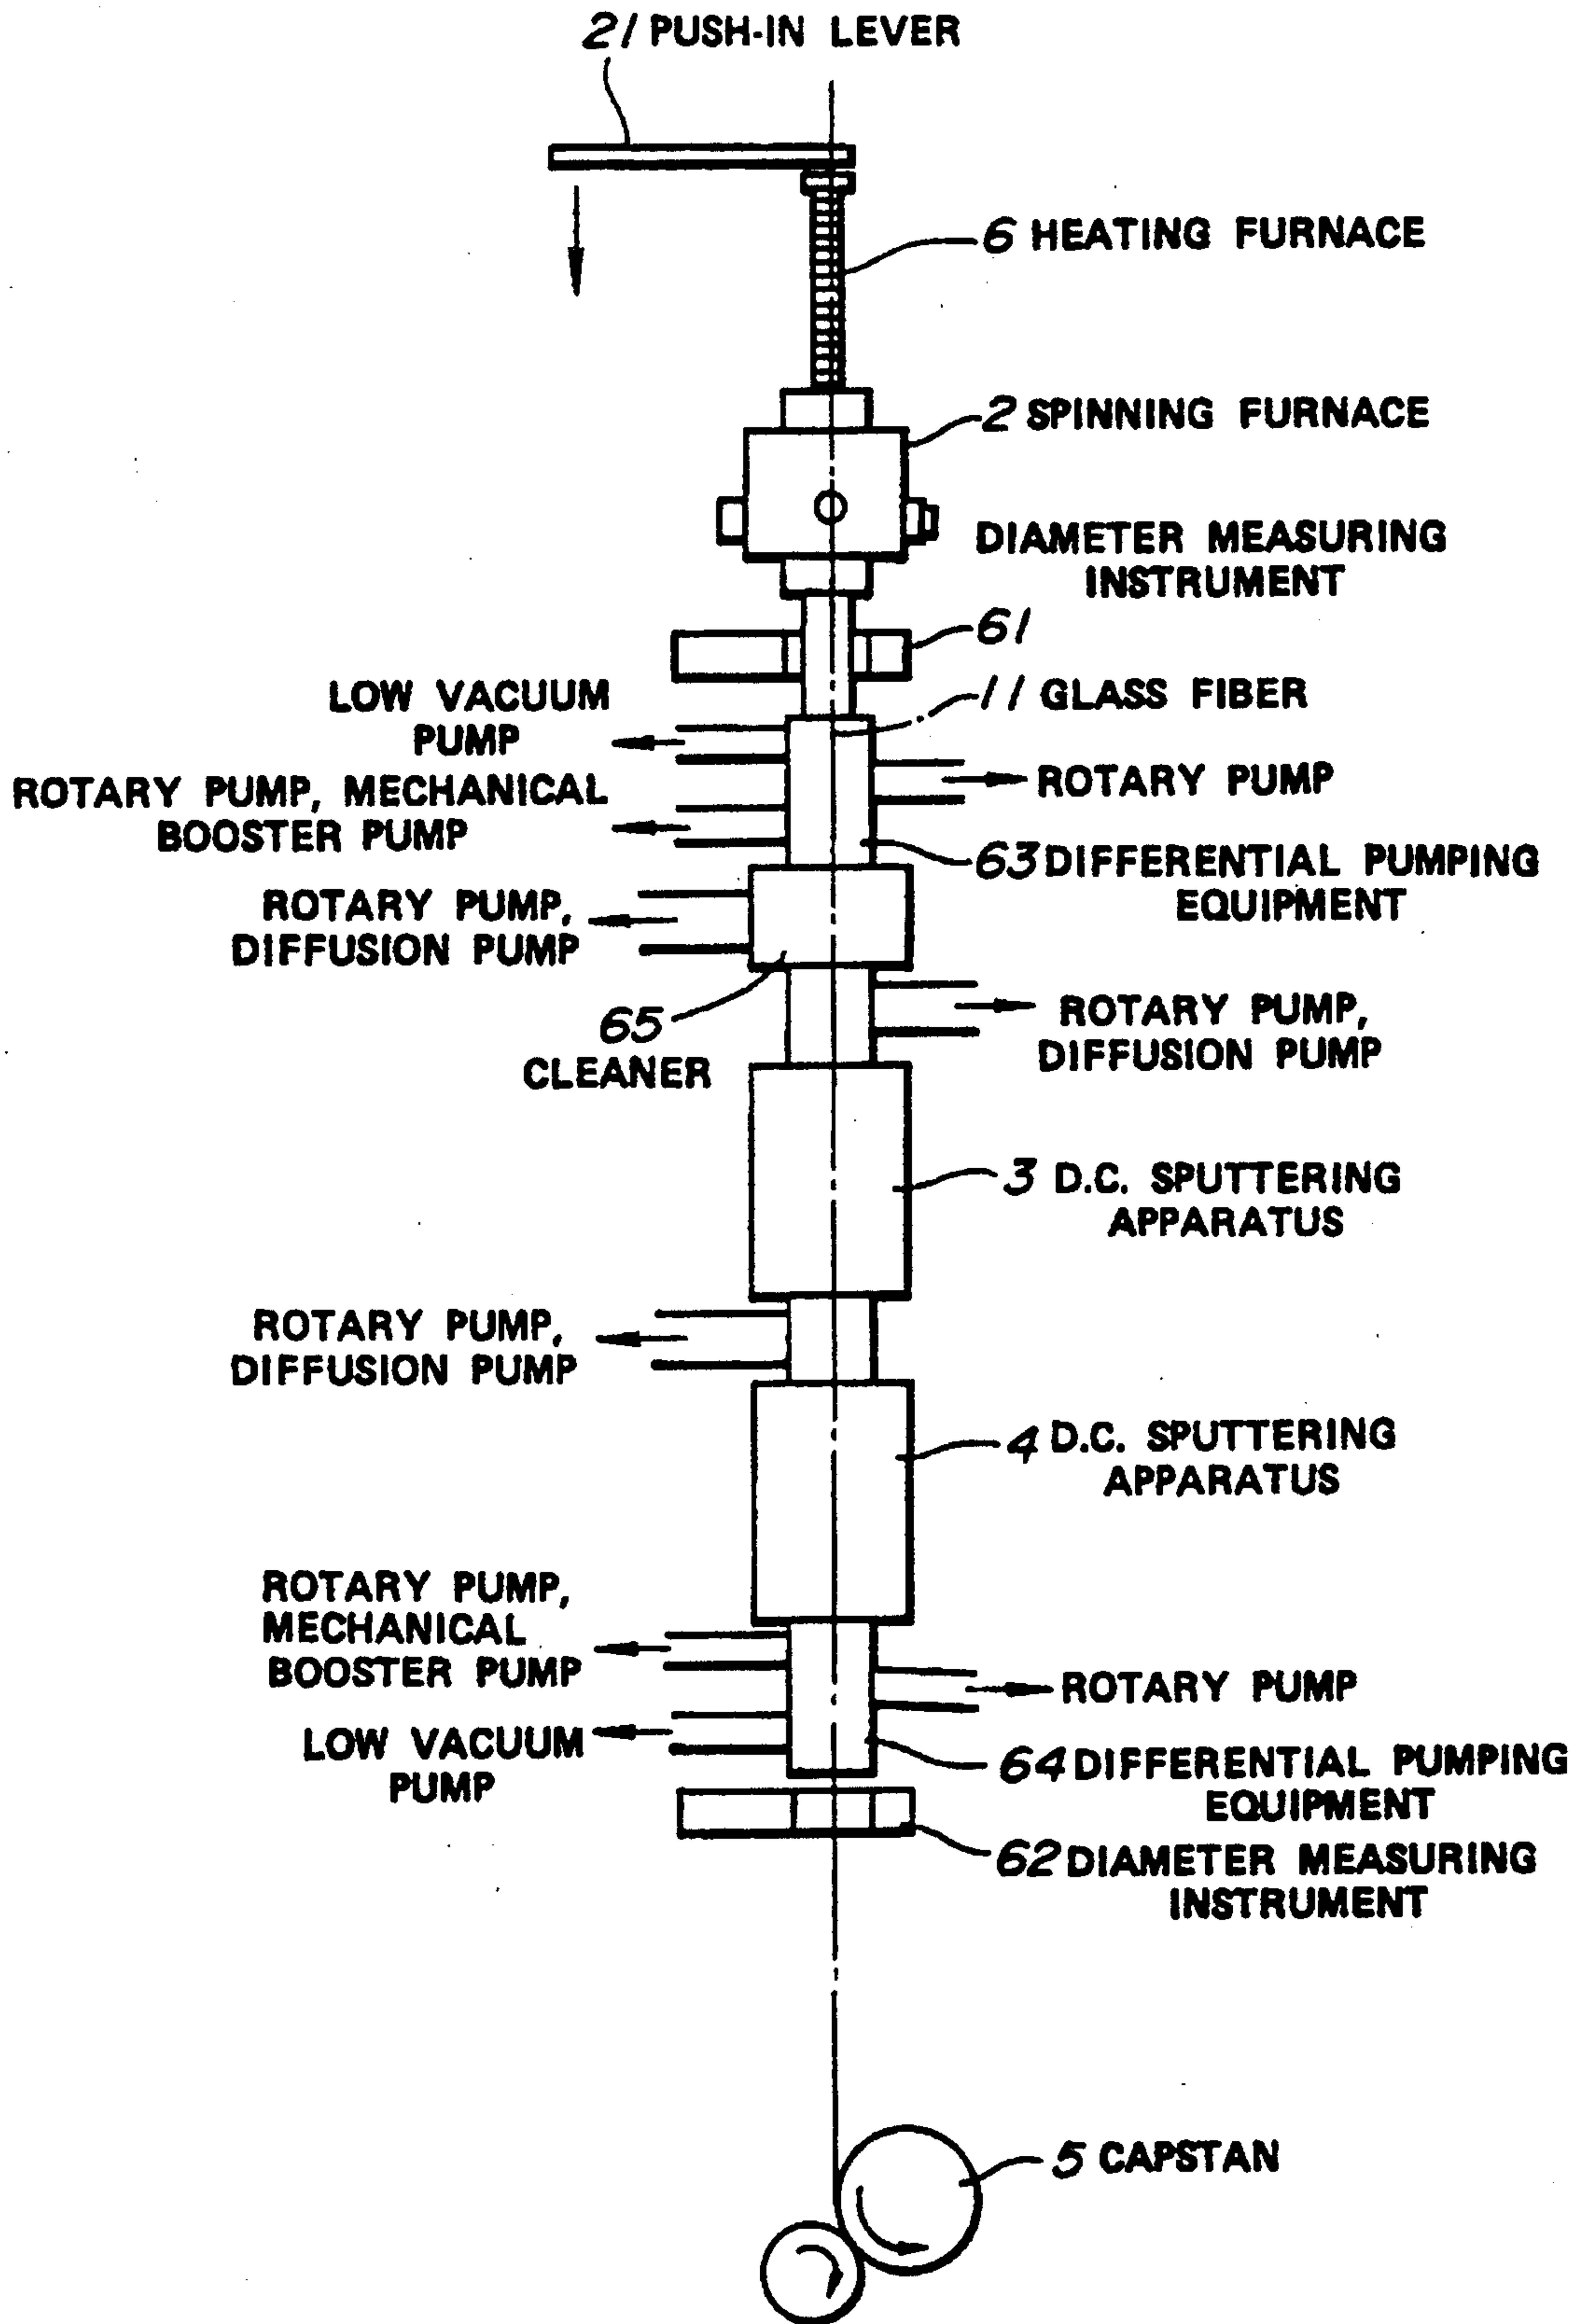 21 PUSH-IN LEVER
6 HEATING FURNACE
2 SPINNING FURNACE
DIAMETER MEASURING
INSTRUMENT
61
LOW VACUUM
PUMP
11 GLASS FIBER
ROTARY PUMP
ROTARY PUMP, MECHANICAL
BOOSTER PUMP
63 DIFFERENTIAL PUMPING
EQUIPMENT
ROTARY PUMP,
DIFFUSION PUMP
65
CLEANER
ROTARY PUMP,
DIFFUSION PUMP
3 D.C. SPUTTERING
APPARATUS
ROTARY PUMP,
DIFFUSION PUMP
4 D.C. SPUTTERING
APPARATUS
ROTARY PUMP,
MECHANICAL
BOOSTER PUMP
ROTARY PUMP
LOW VACUUM
PUMP
64 DIFFERENTIAL PUMPING
EQUIPMENT
62 DIAMETER MEASURING
INSTRUMENT
5 CAPSTAN